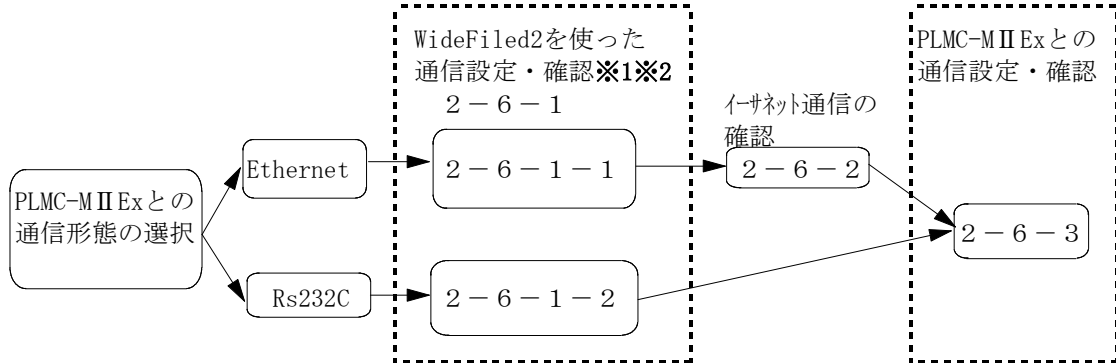 WideFiled2を使った
通信設定・確認※1※2
2-6-1
PLMC-MⅡExとの
通信設定・確認
イーサネット通信の
確認
Ethernet
2-6-1-1
2-6-2
PLMC-MⅡExとの
通信形態の選択
2-6-3
Rs232C
2-6-1-2